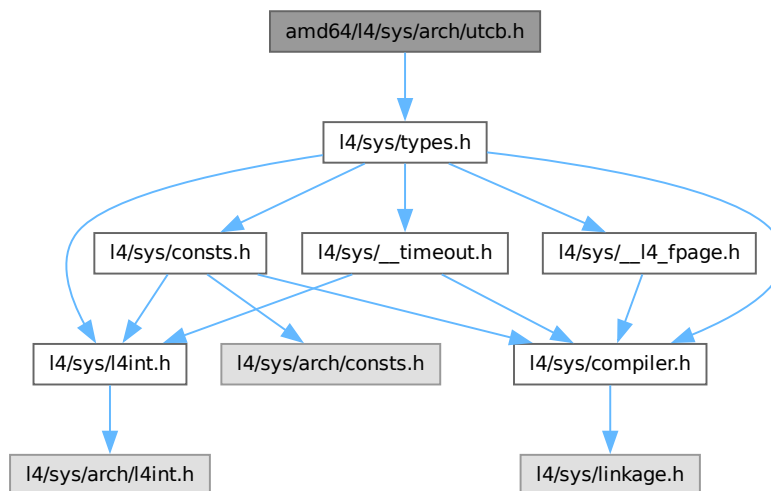 amd64/l4/sys/arch/utcb.h
l4/sys/types.h
l4/sys/consts.h
l4/sys/__timeout.h
l4/sys/__l4_fpage.h
l4/sys/l4int.h
l4/sys/arch/consts.h
l4/sys/compiler.h
l4/sys/arch/l4int.h
l4/sys/linkage.h